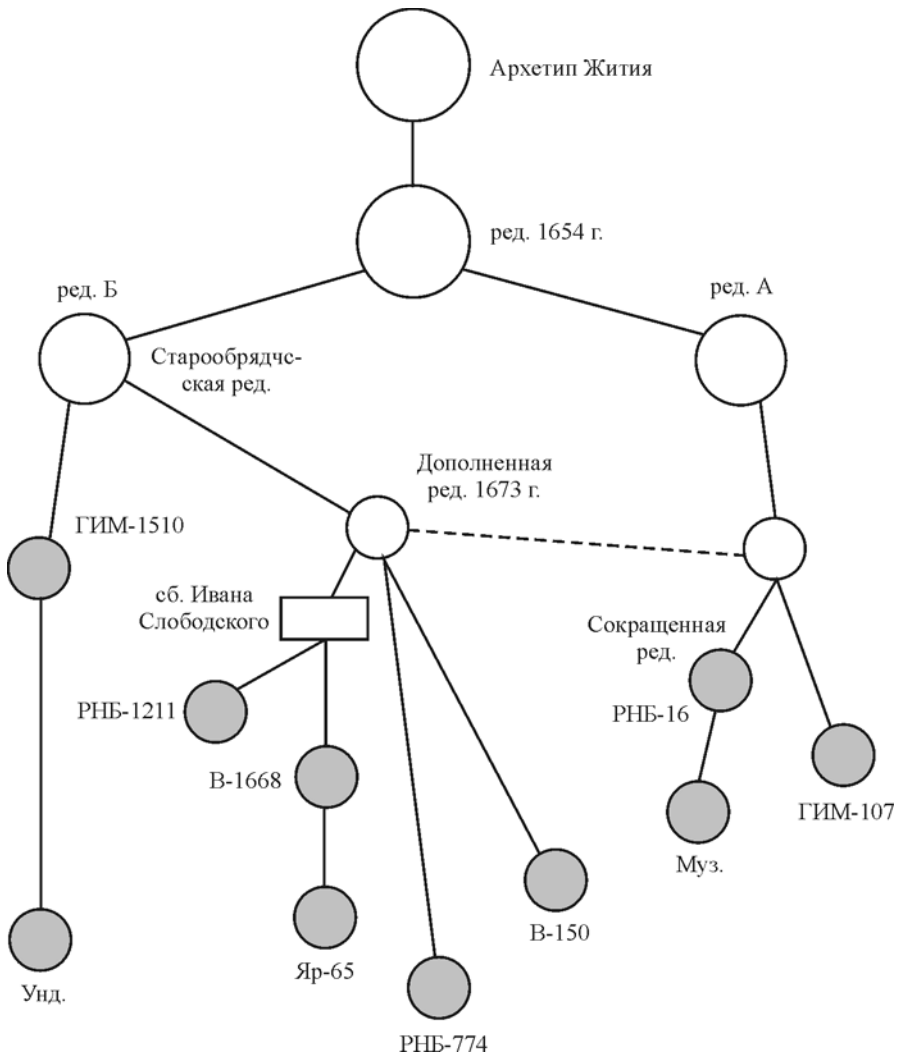 Архетип Жития
ред. 1654 г.
ред. Б
ред. А
Старообрядчс-
ская ред.
Дополненная
ред. 1673 г.
ГИМ-1510
сб. Ивана
Слободского
Сокращенная
ред.
РНБ-1211
РНБ-16
В-1668
ГИМ-107
Муз.
В-150
Яр-65
Унд.
РНБ-774